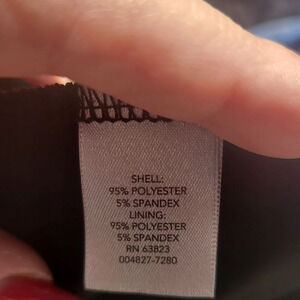 SHELL:
95% POLYESTER
5% SPANDEX
LINING:
95% POLYESTER
5% SPANDEX
RN 63823
004827-7280